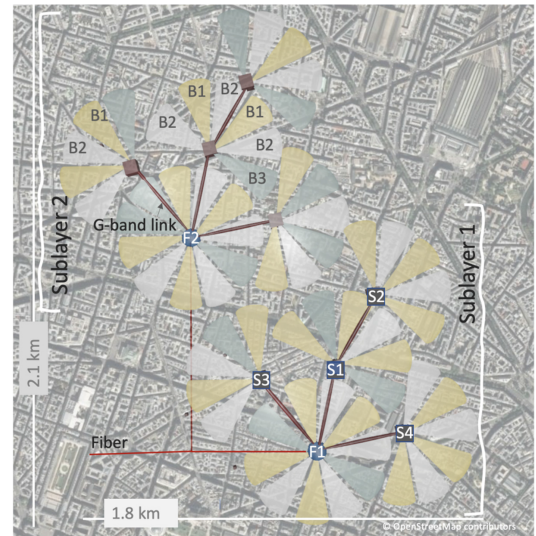 B1
B2
B1
B1
B2
B2
B2
B3
G-band link
F2
Sublayer 2
Sublayer 1
S2
2.1 km
S1
S3
S4
Fiber
F1
1.8 km
© OpenStreetMap contributors